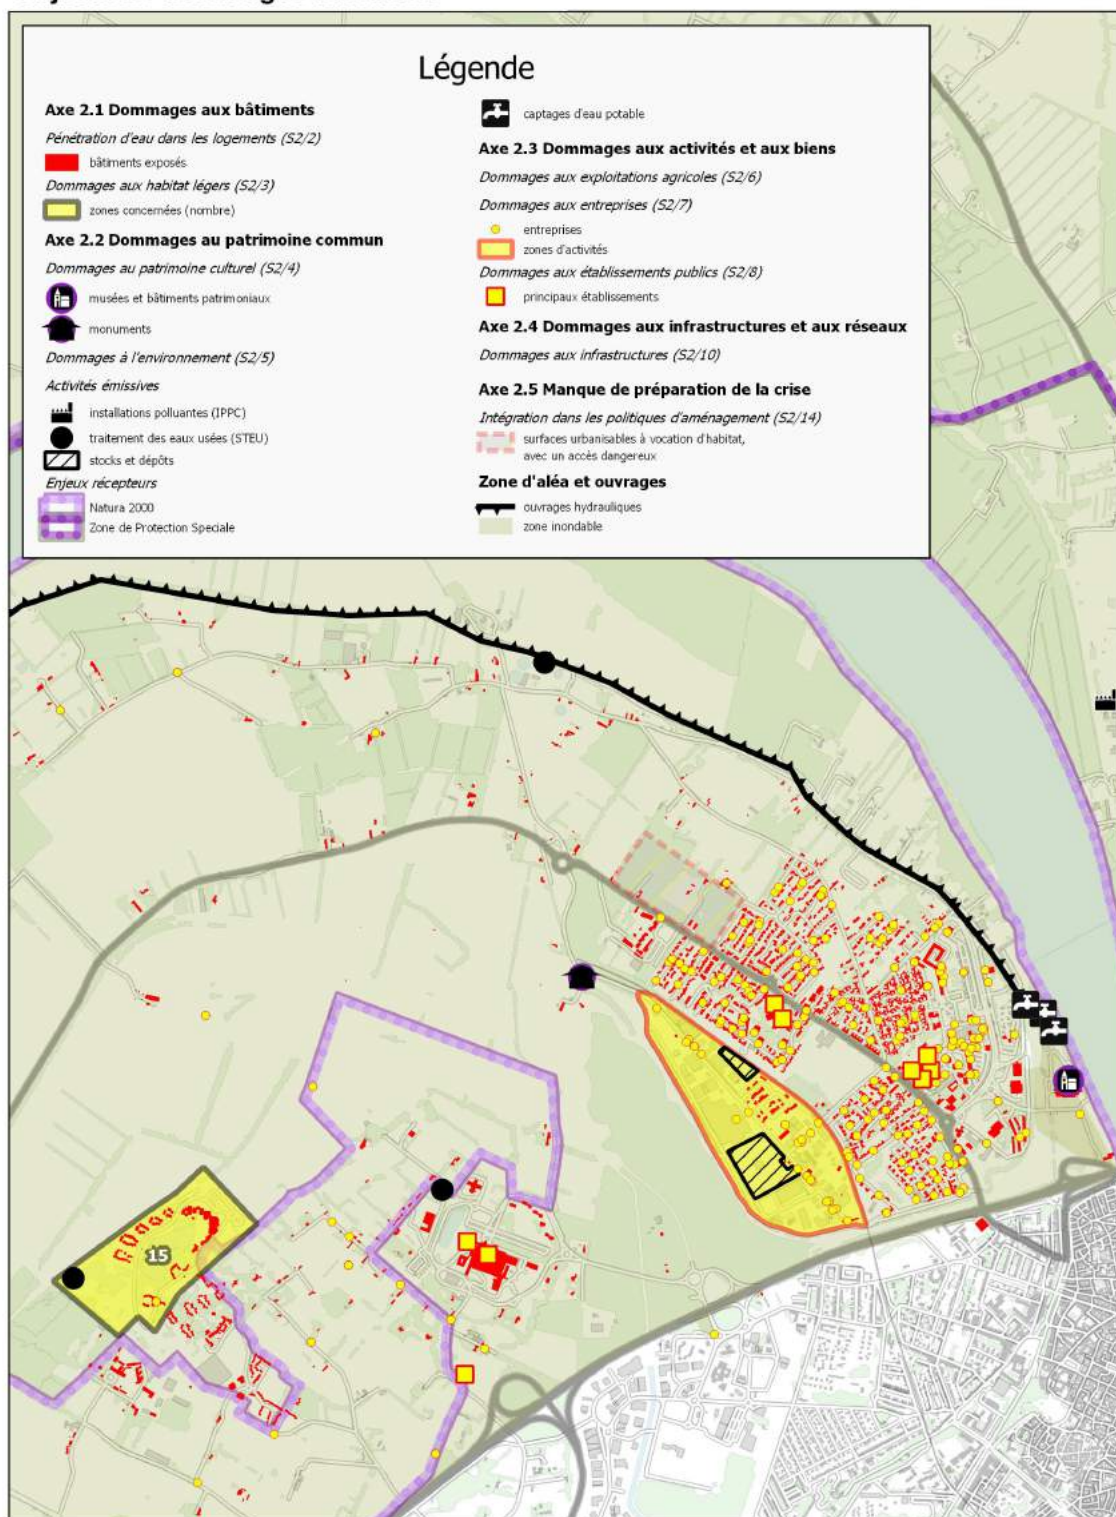 Légende
Axe 2.1 Dommages aux bâtiments
Pénétration d'eau dans les logements (S2/2)
bâtiments exposés
Dommages aux habitat légers (S2/3)
zones concernées (nombre)
Axe 2.2 Dommages au patrimoine commun
Dommages au patrimoine culturel (S2/4)
musées et bâtiments patrimoniaux
monuments
Dommages à l'environnement (S2/5)
Activités émissives
installations polluantes (IPPC)
traitement des eaux usées (STEU)
stocks et dépôts
Enjeux récepteurs
Natura 2000
Zone de Protection Speciale
captages d'eau potable
Axe 2.3 Dommages aux activités et aux biens
Dommages aux exploitations agricoles (S2/6)
Dommages aux entreprises (S2/7)
entreprises
zones d'activités
Dommages aux établissements publics (S2/8)
principaux établissements
Axe 2.4 Dommages aux infrastructures et aux réseaux
Dommages aux infrastructures (S2/10)
Axe 2.5 Manque de préparation de la crise
Intégration dans les politiques d'aménagement (S2/14)
surfaces urbanisables à vocation d'habitat,
avec un accès dangereux
Zone d'aléa et ouvrages
ouvrages hydrauliques
zone inondable
15